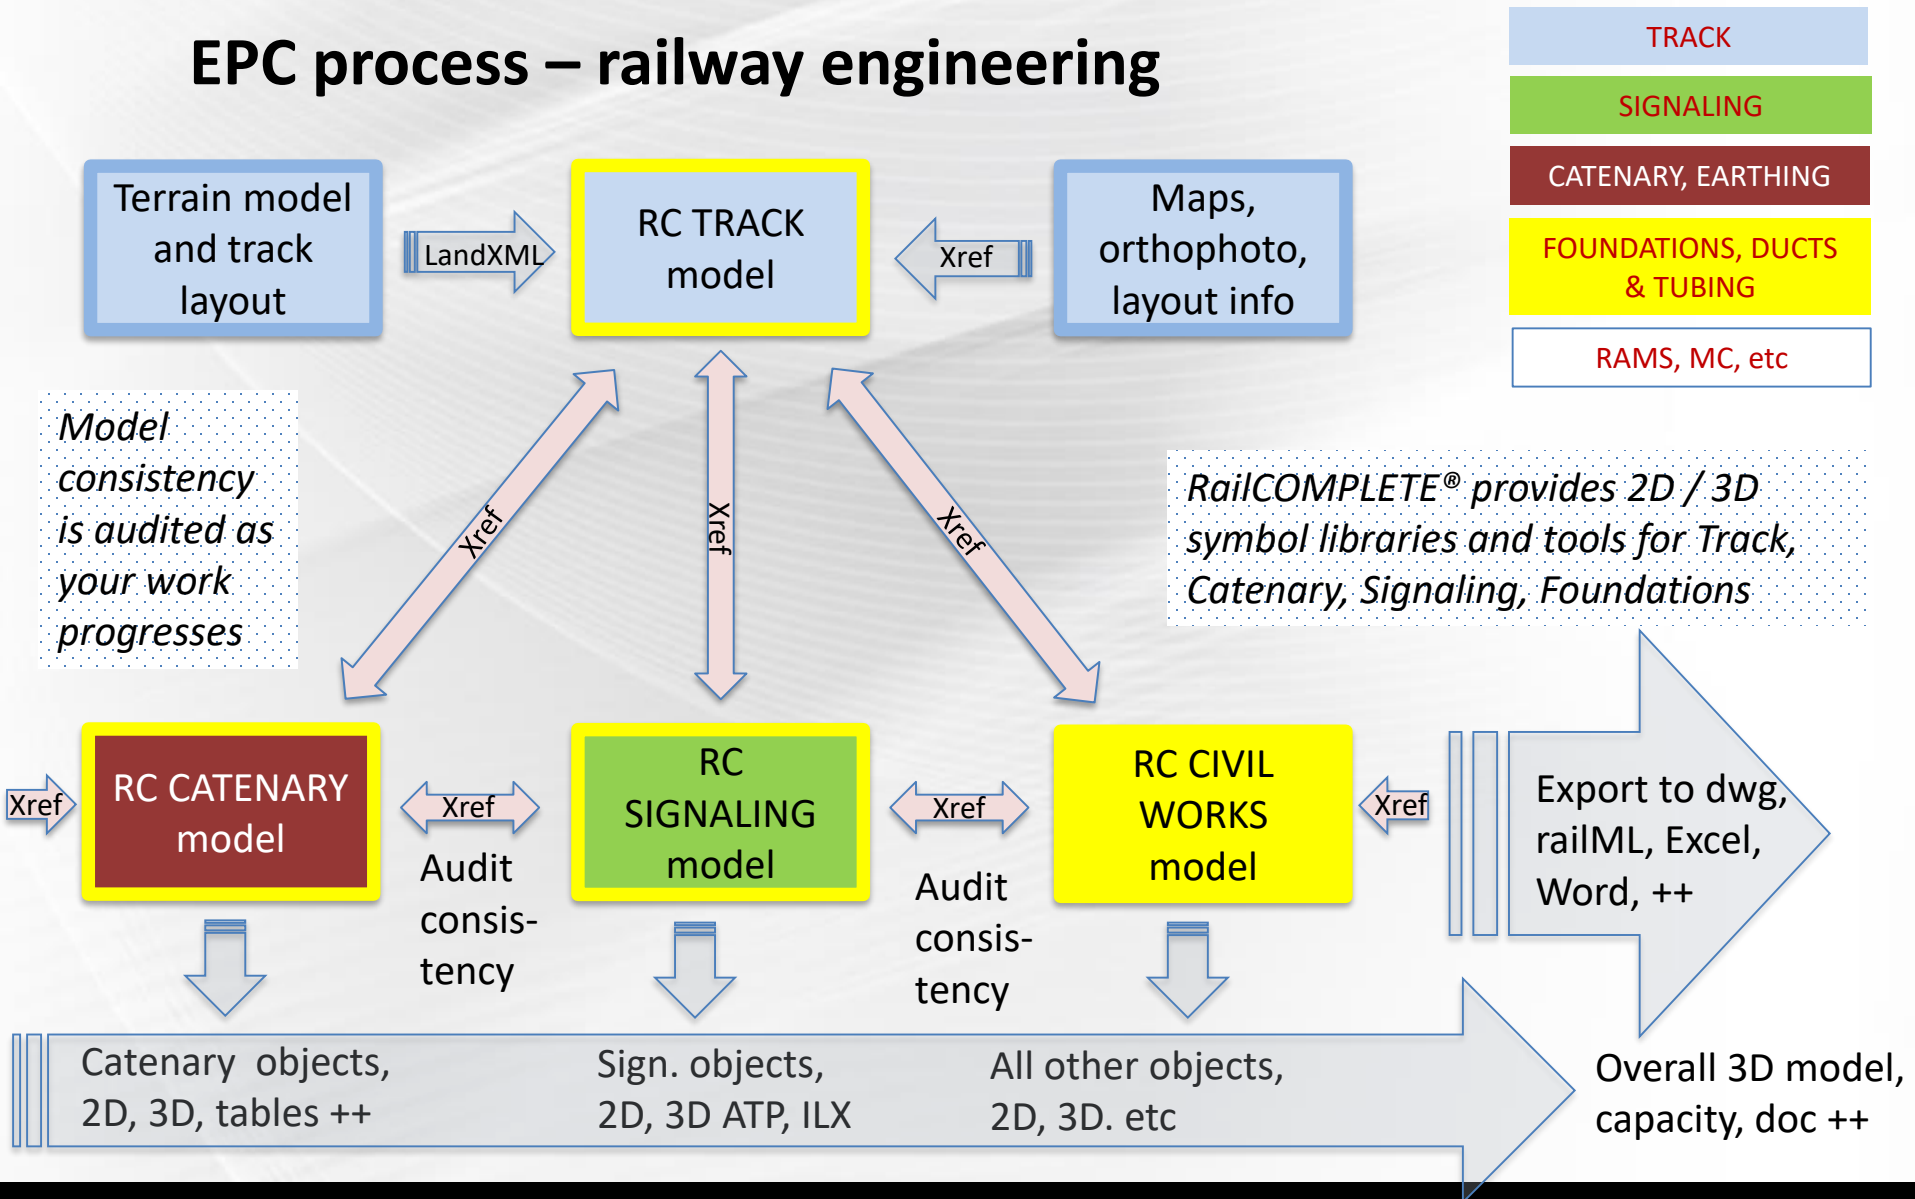 EPC process – railway engineering
TRACK
SIGNALING
CATENARY, EARTHING
FOUNDATIONS, DUCTS
& TUBING
RAMS, MC, etc
Terrain model
and track
layout
LandXML
RC TRACK
model
Xref
Maps,
orthophoto,
layout info
Model
consistency
is audited as
your work
progresses
Xref
Xref
Xref
RailCOMPLETE® provides 2D / 3D
symbol libraries and tools for Track,
Catenary, Signaling, Foundations
Xref
RC CATENARY
model
Xref
Audit
consis-
tency
RC
SIGNALING
model
Xref
Audit
consis-
tency
RC CIVIL
WORKS
model
Xref
Export to dwg,
railML, Excel,
Word, ++
Catenary  objects,
2D, 3D, tables ++
Sign. objects,
2D, 3D ATP, ILX
All other objects,
2D, 3D. etc
Overall 3D model,
capacity, doc ++